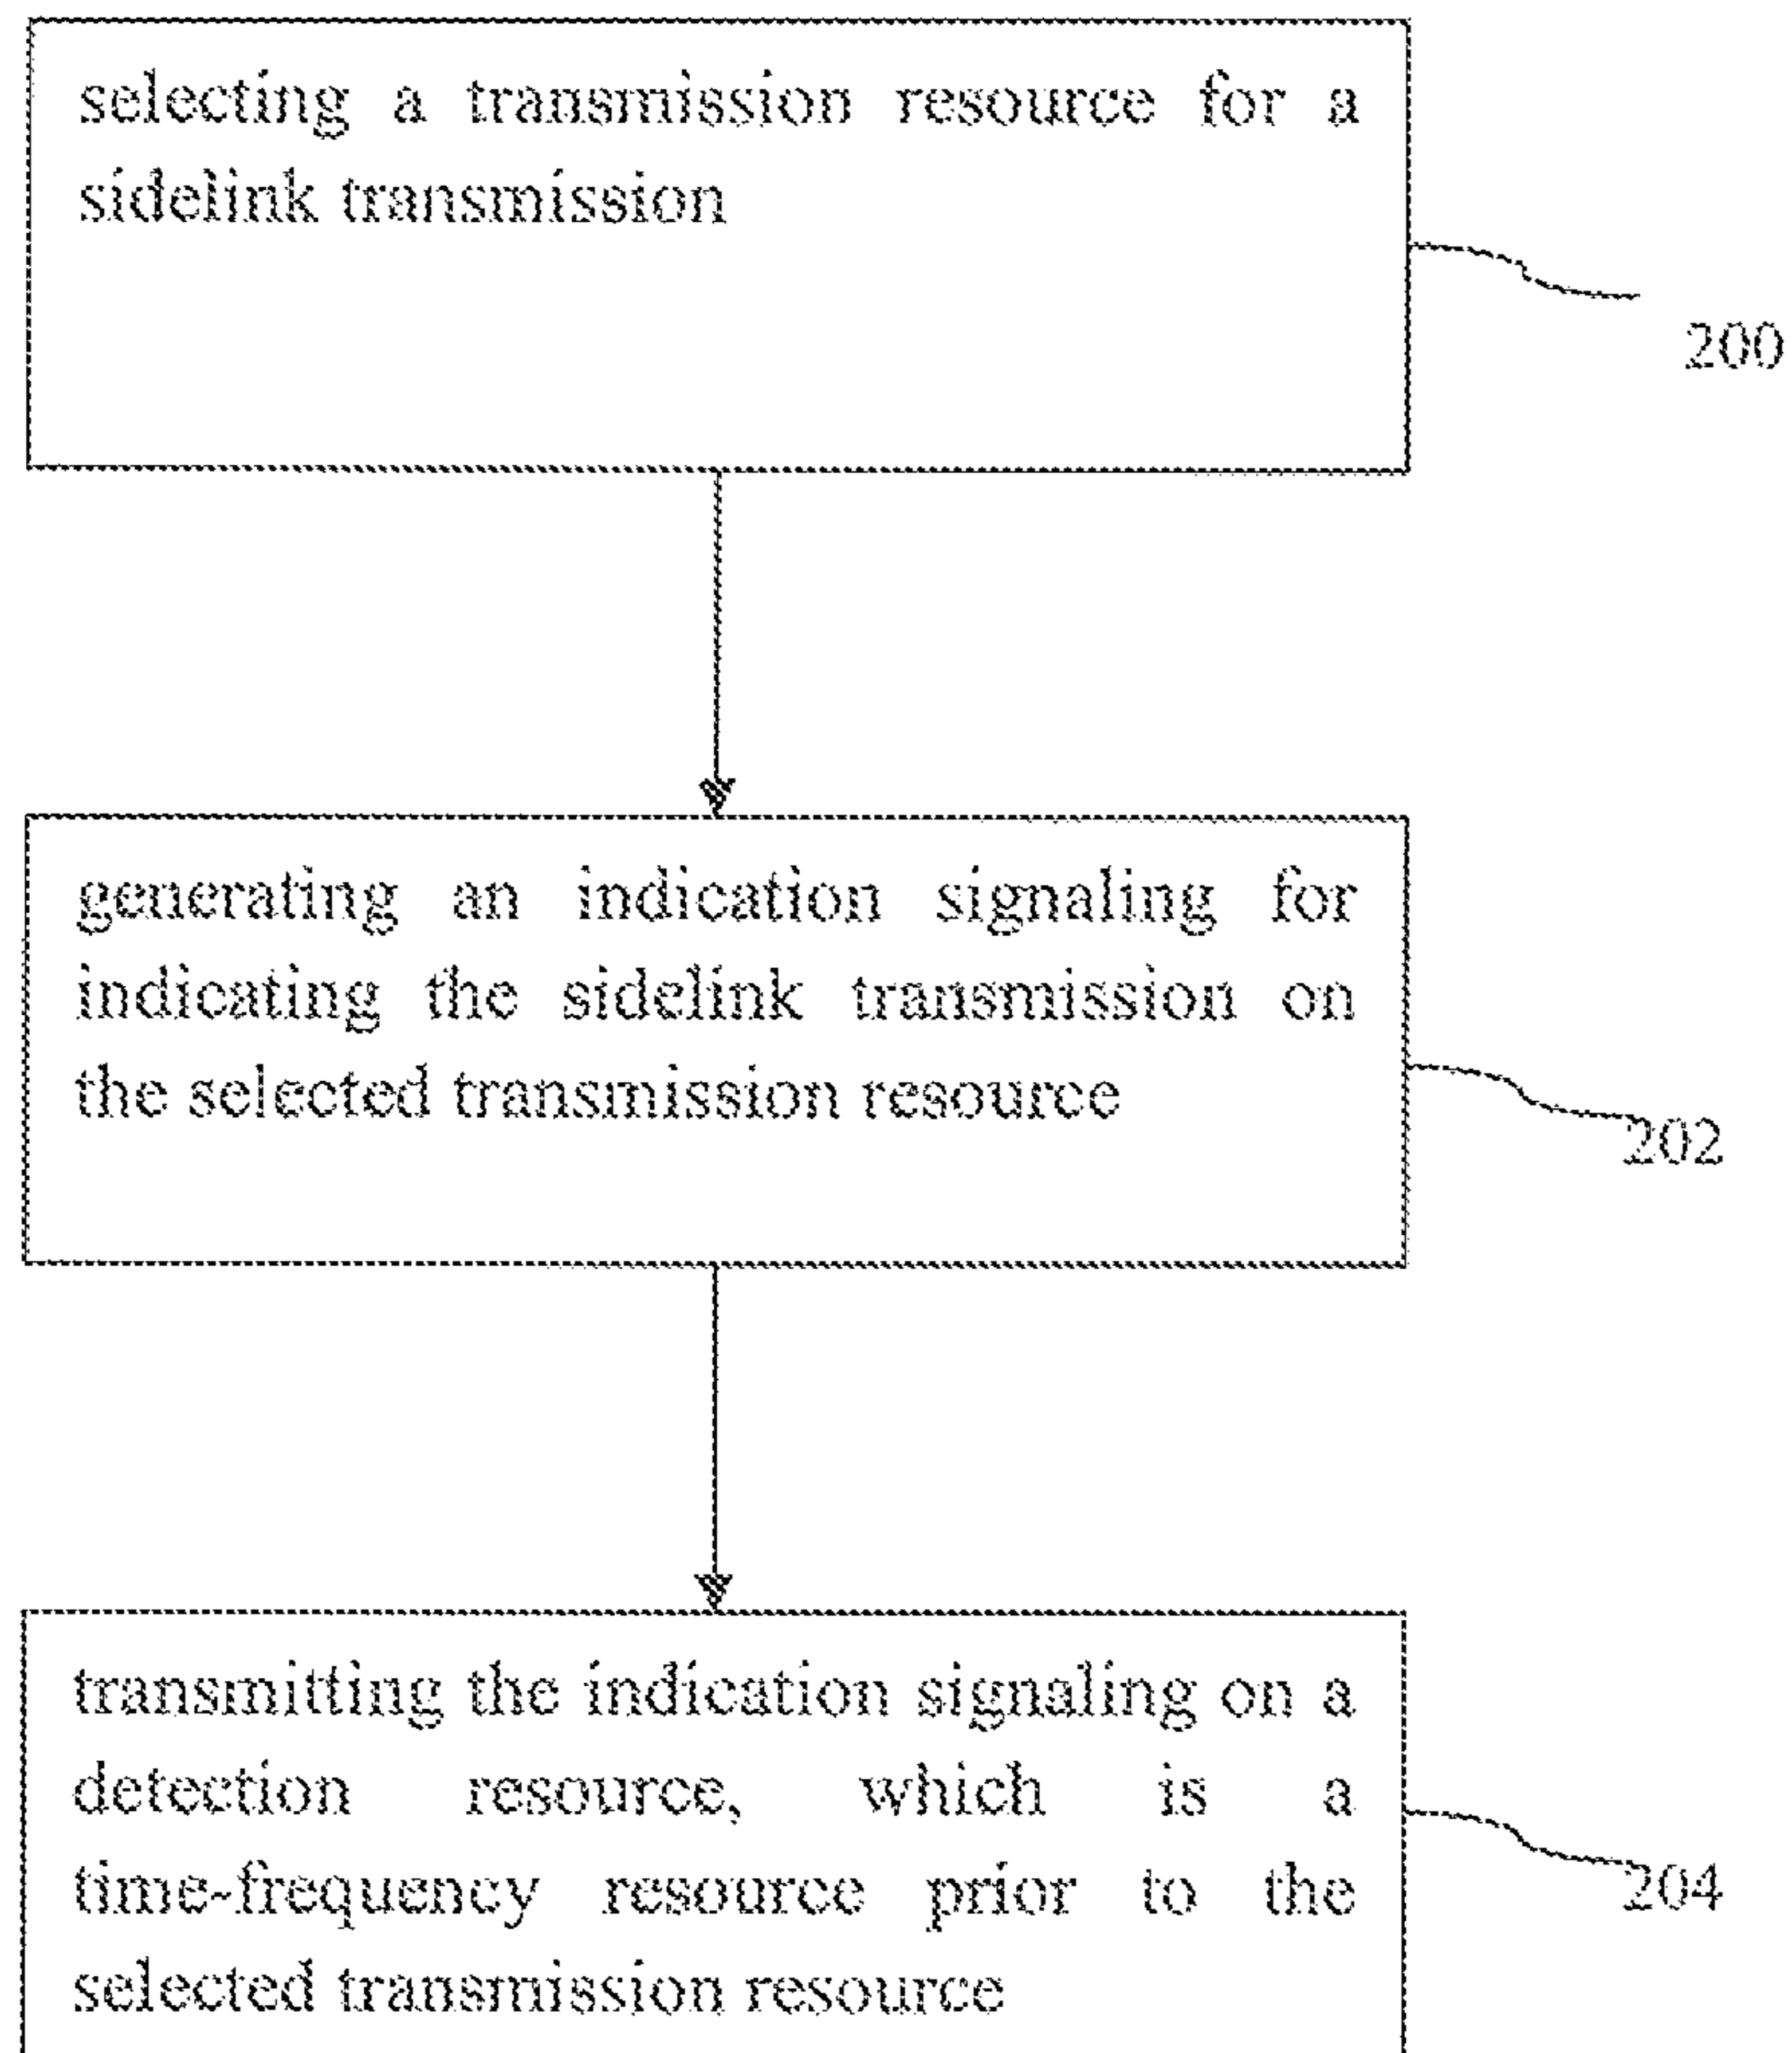 selecting a transmission resource for a
sidelink transmission
200
generating an indication signaling for
indicating the sidelink transmission on
the selected transmission resource
202
transmitting the indication signaling on a
detection resource, which is a
time-frequency resource prior to the
selected transmission resource
204